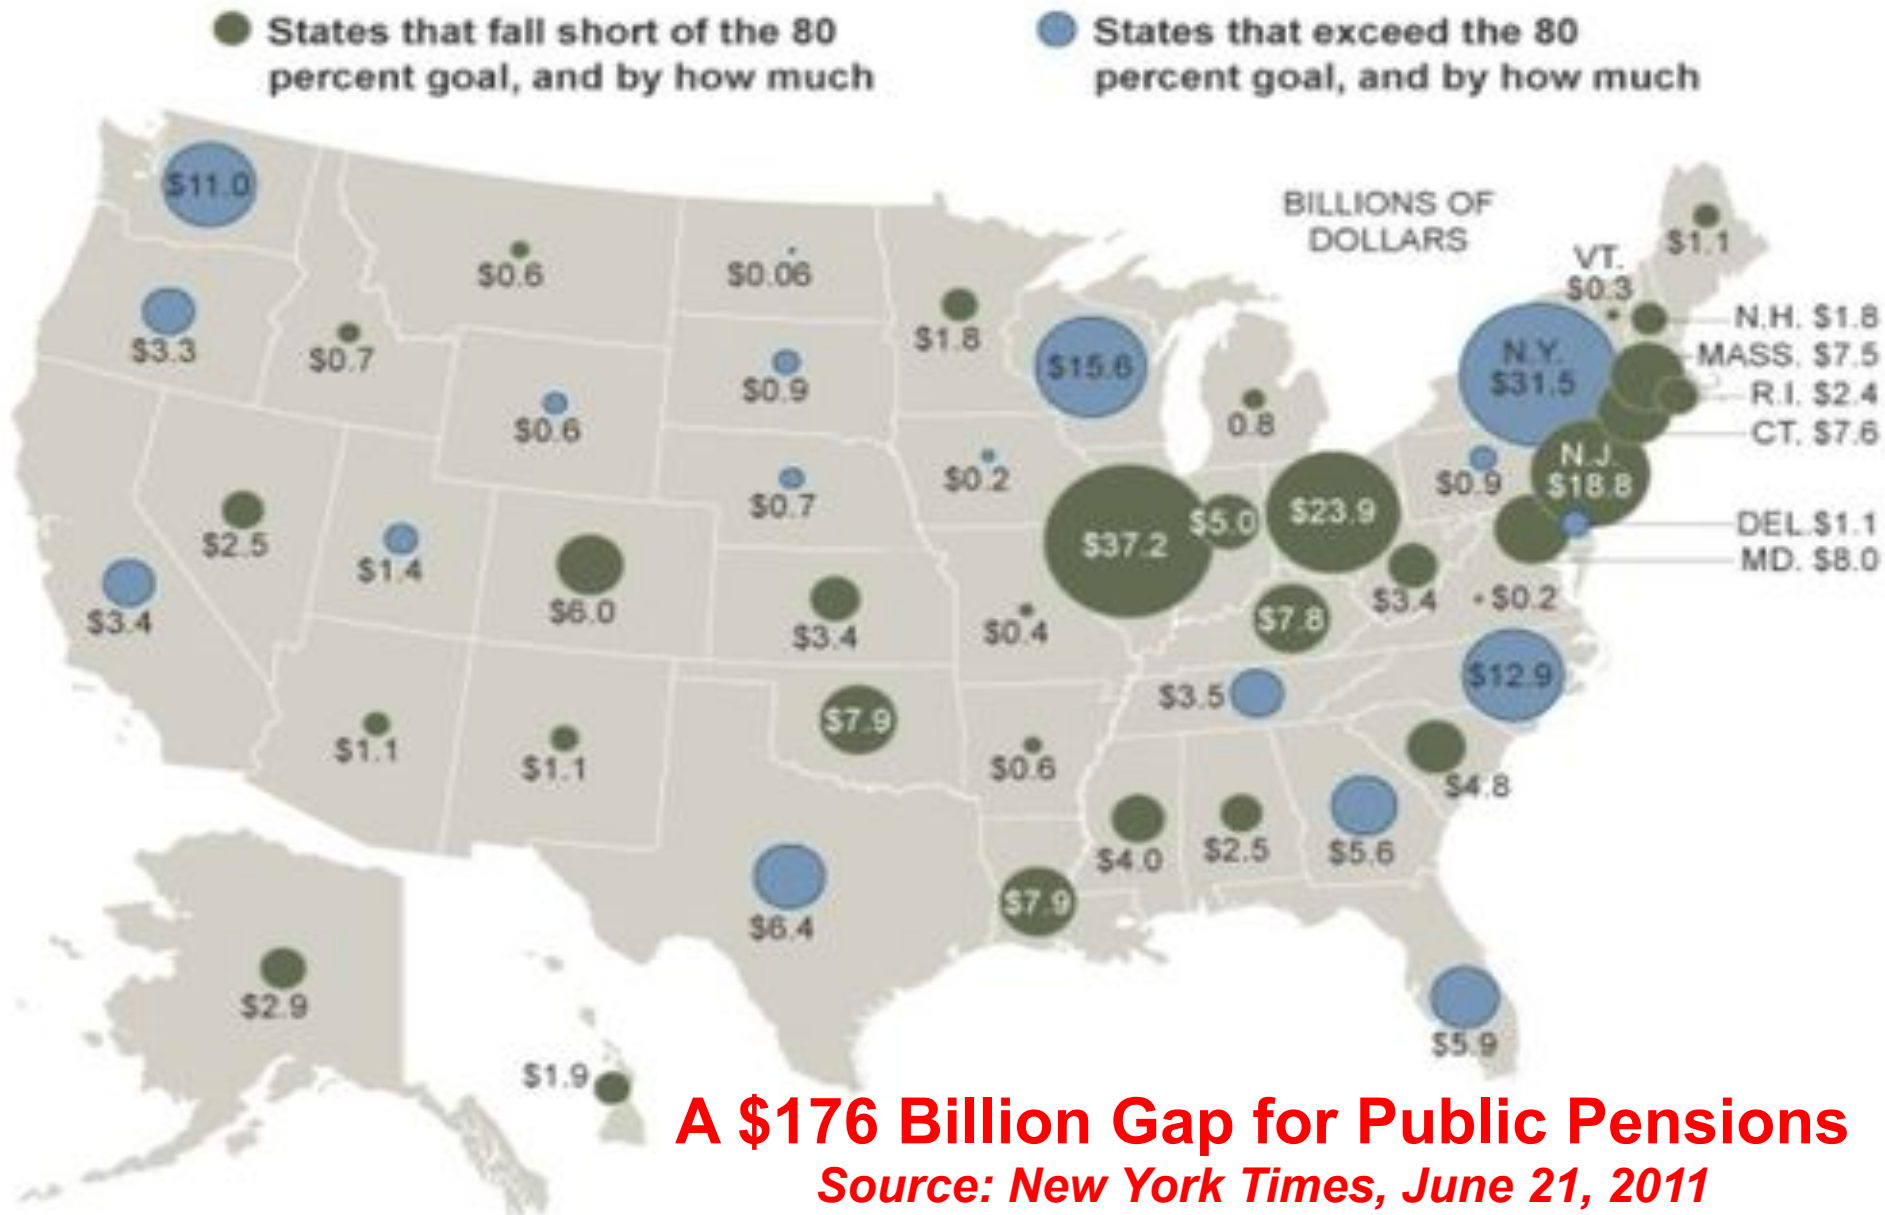 States that fall short of the 80
percent goal, and by how much
States that exceed the 80
percent goal, and by how much
$11.0
BILLIONS OF
DOLLARS
$1.1
VT.
$0.3
$0.6
$0.06
N.H. $1.8
$3.3
$0.7
$1.8
$15.6
N.Y.
$31.5
MASS. $7.5
$0.9
R.I. $2.4
$0.6
0.8
CT. $7.6
$0.2
$0.7
$0.9
N.J.
$18.8
$2.5
$1.4
$6.0
$37.2
$5.0
$23.9
DEL.$1.1
MD. $8.0
$3.4
$3.4
$0.4
$7.8
$3.4
$0.2
$1.1
$1.1
$7.9
$0.6
$3.5
$12.9
$4.8
$6.4
$7.9
$4.0
$2.5
$5.6
$2.9
$5.9
$1.9
A $176 Billion Gap for Public Pensions
Source: New York Times, June 21, 2011